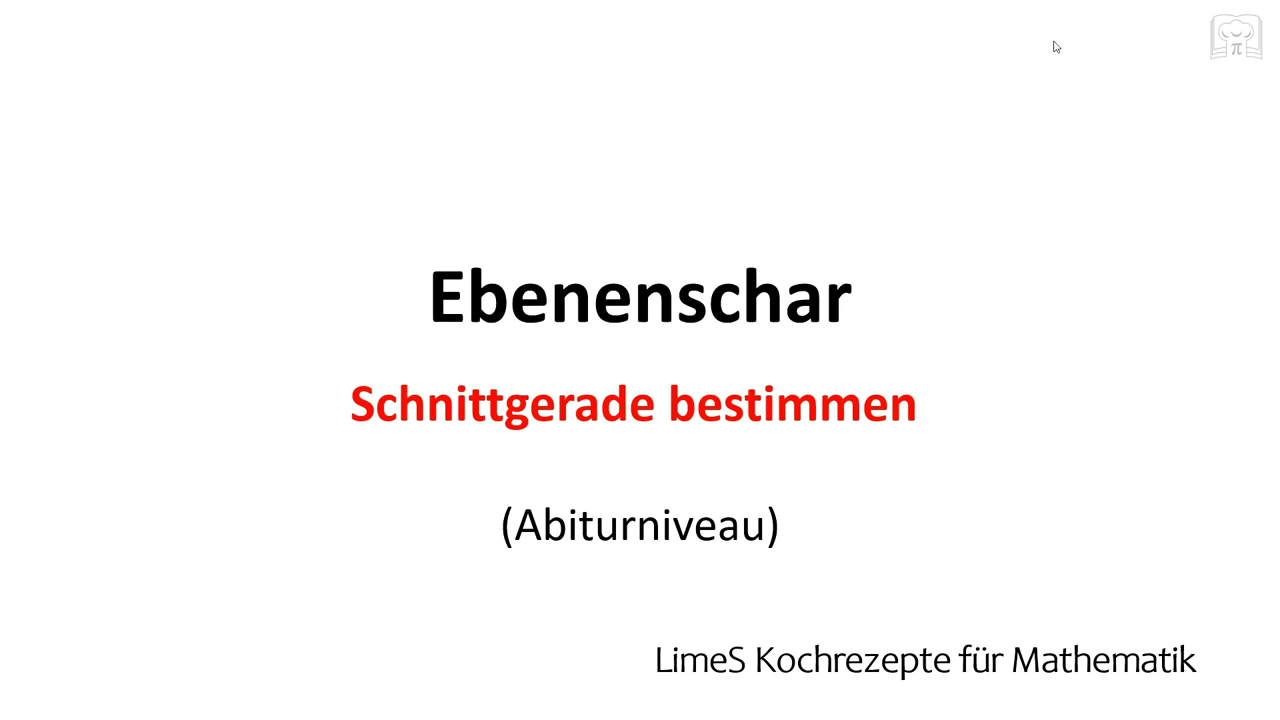 Ebenenschar
Schnittgerade bestimmen
(Abiturniveau)
LimeS Kochrezepte für Mathematik
π